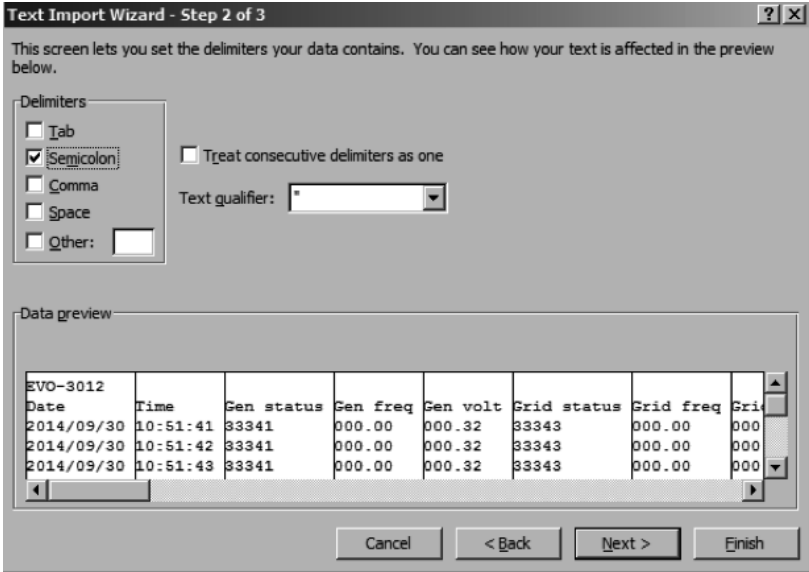 Text Import Wizard - Step 2 of 3
This screen lets you set the delimiters your data contains. You can see how your text is affected in the preview
below.
Delimiters
Tab
Semicolon
Comma
Space
Other:
Treat consecutive delimiters as one
Text qualifier: "
Data preview
EVO-3012
Date Time Gen status Gen freq Gen volt Grid status Grid freq Gri
2014/09/30 10:51:41 33341 000.00 000.32 33343 000.00 000
2014/09/30 10:51:42 33341 000.00 000.32 33343 000.00 000
2014/09/30 10:51:43 33341 000.00 000.32 33343 000.00 000
Cancel < Back Next > Finish